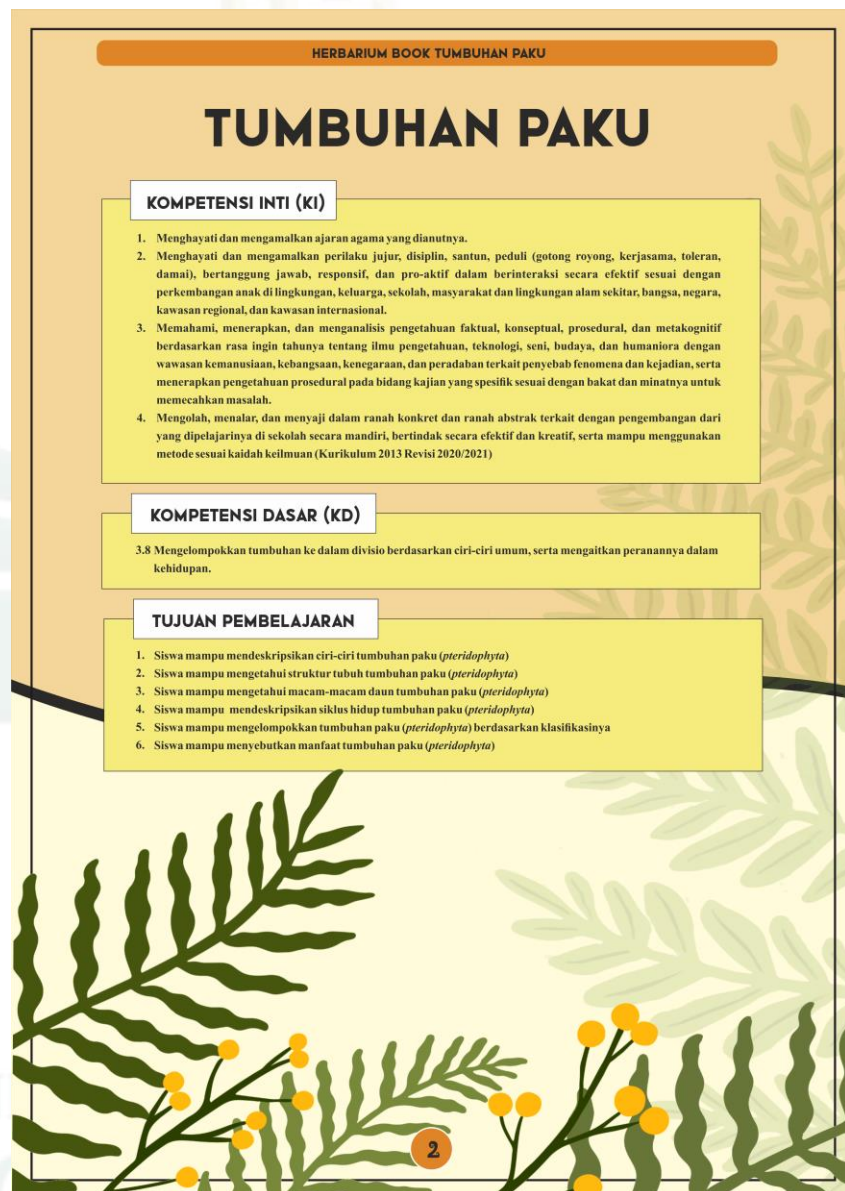 HERBARIUM BOOK TUMBUHAN PAKU
TUMBUHAN PAKU
KOMPETENSI INTI (KI)
1. Menghayati dan mengamalkan ajaran agama yang dianutnya.
2. Menghayati dan mengamalkan perilaku jujur, disiplin, santun, peduli (gotong royong, kerjasama, toleran,
damai), bertanggung jawab, responsif, dan pro-aktif dalam berinteraksi secara efektif sesuai dengan
perkembangan anak di lingkungan, keluarga, sekolah, masyarakat dan lingkungan alam sekitar, bangsa, negara,
kawasan regional, dan kawasan internasional.
3. Memahami, menerapkan, dan menganalisis pengetahuan faktual, konseptual, prosedural, dan metakognitif
berdasarkan rasa ingin tahunya tentang ilmu pengetahuan, teknologi, seni, budaya, dan humaniora dengan
wawasan kemanusiaan, kebangsaan, kenegaraan, dan peradaban terkait penyebab fenomena dan kejadian, serta
menerapkan pengetahuan prosedural pada bidang kajian yang spesifik sesuai dengan bakat dan minatnya untuk
memecahkan masalah.
4. Mengolah, menalar, dan menyaji dalam ranah konkret dan ranah abstrak terkait dengan pengembangan dari
yang dipelajarinya di sekolah secara mandiri, bertindak secara efektif dan kreatif, serta mampu menggunakan
metode sesuai kaidah keilmuan (Kurikulum 2013 Revisi 2020/2021)
KOMPETENSI DASAR (KD)
3.8 Mengelompokkan tumbuhan ke dalam divisio berdasarkan ciri-ciri umum, serta mengaitkan peranannya dalam
kehidupan.
TUJUAN PEMBELAJARAN
1. Siswa mampu mendeskripsikan ciri-ciri tumbuhan paku (pteridophyta)
2. Siswa mampu mengetahui struktur tubuh tumbuhan paku (pteridophyta)
3. Siswa mampu mengetahui macam-macam daun tumbuhan paku (pteridophyta)
4. Siswa mampu mendeskripsikan siklus hidup tumbuhan paku (pteridophyta)
5. Siswa mampu mengelompokkan tumbuhan paku (pteridophyta) berdasarkan klasifikasinya
6. Siswa mampu menyebutkan manfaat tumbuhan paku (pteridophyta)
2